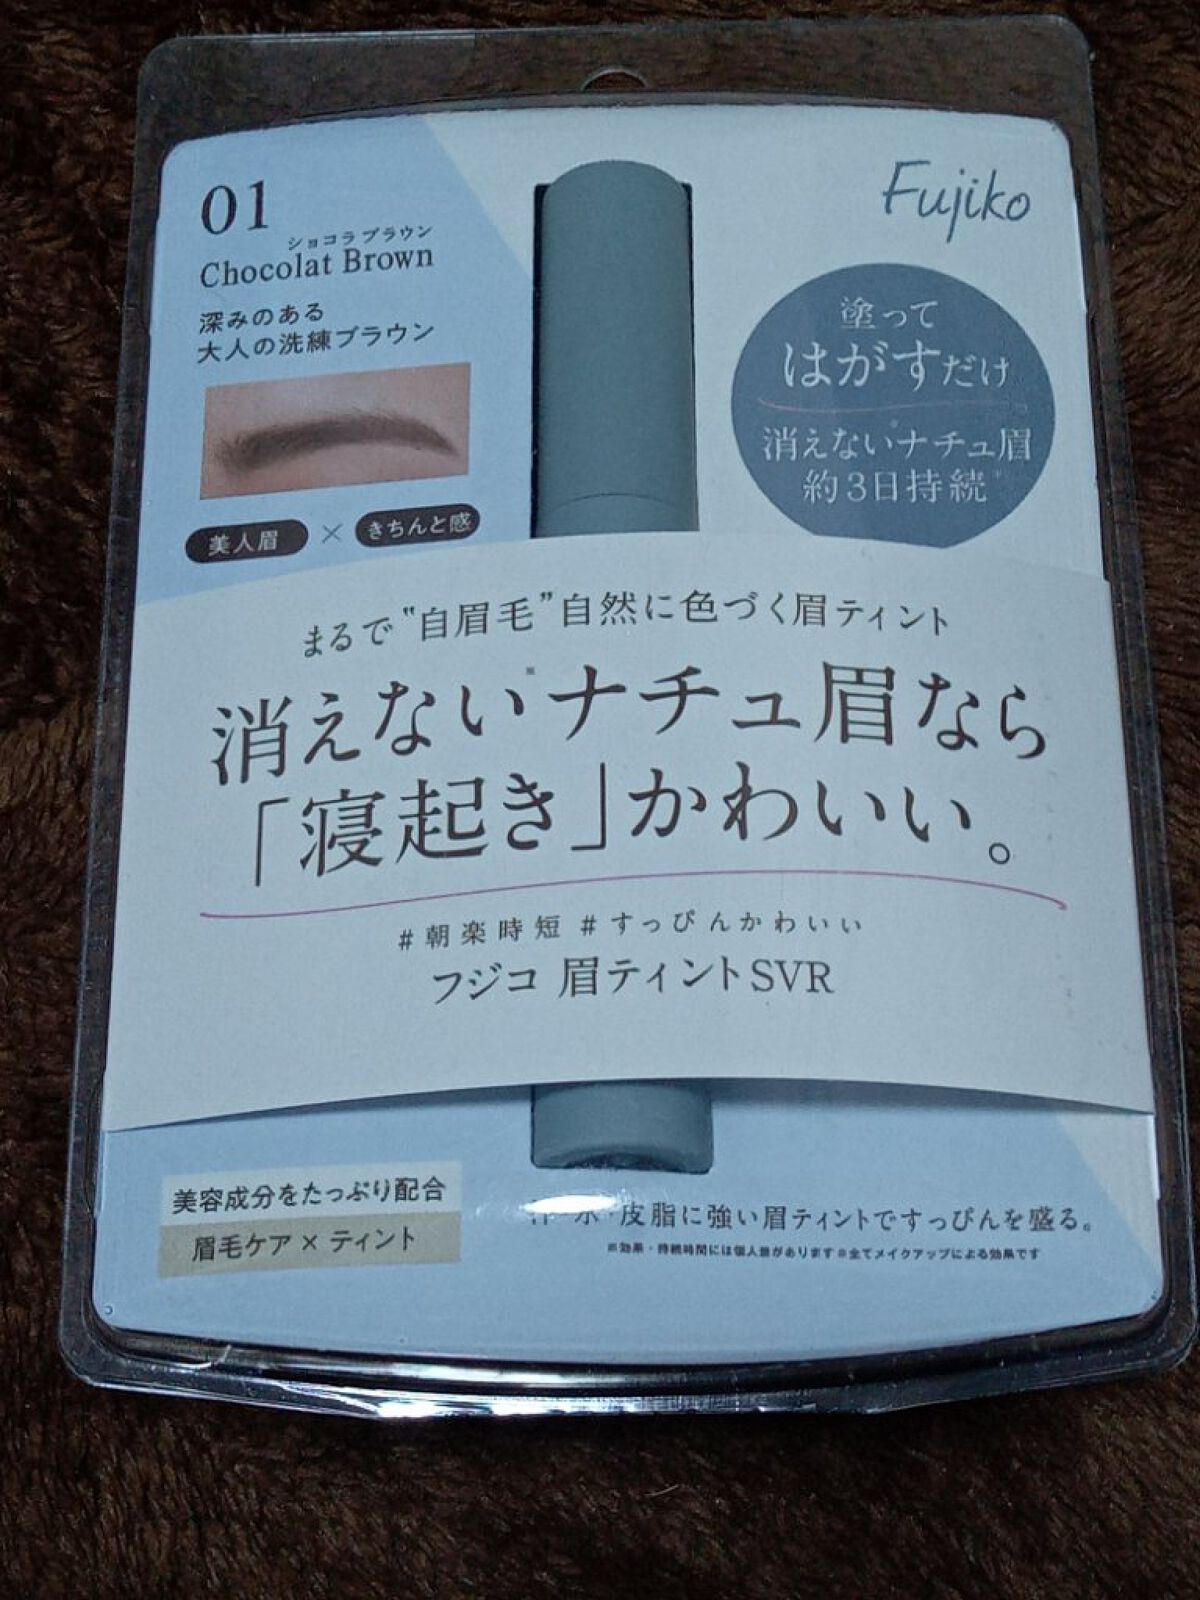 01
ショコラ ブラウン
Chocolat Brown
深みのある
大人の洗練ブラウン
美人眉 × きちんと感
Fujiko
塗って
はがすだけ
消えない※ナチュ眉
約3日持続※
まるで"自眉毛"自然に色づく眉ティント
消えない※ナチュ眉なら
「寝起き」かわいい。
#朝楽時短 #すっぴんかわいい
フジコ 眉ティントSVR
美容成分をたっぷり配合
眉毛ケア×ティント
・皮脂に強い眉ティントですっぴんを盛る。
※効果・持続時間には個人差があります※全てメイクアップによる効果です